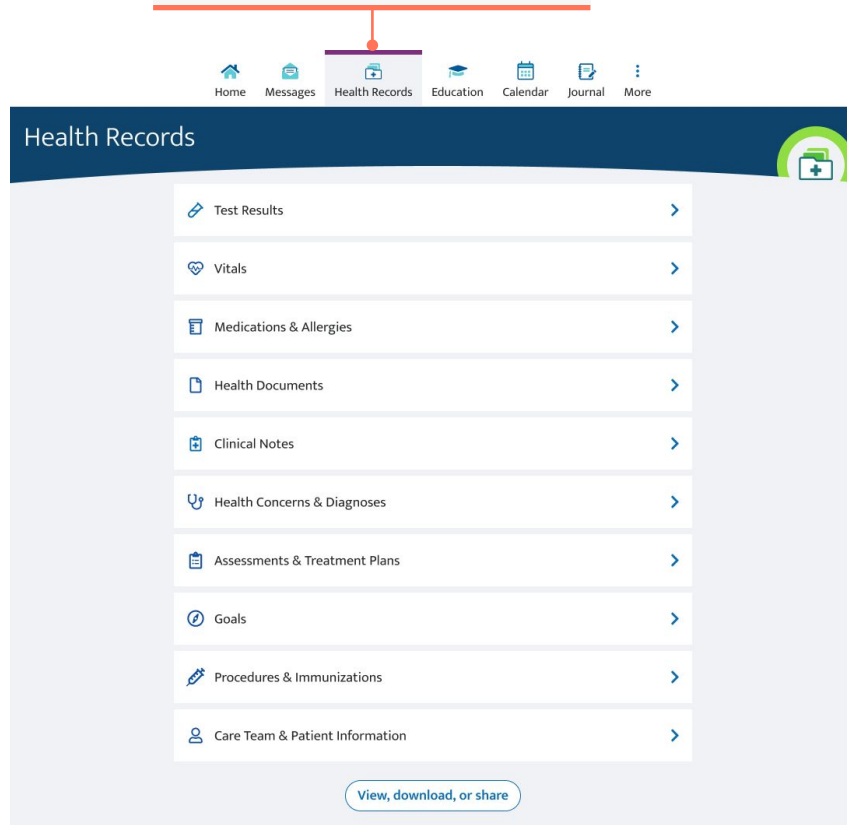 Home Messages Health Records Education Calendar Journal More
Health Records
Test Results
Vitals
Medications & Allergies
Health Documents
Clinical Notes
Health Concerns & Diagnoses
Assessments & Treatment Plans
Goals
Procedures & Immunizations
Care Team & Patient Information
View, download, or share